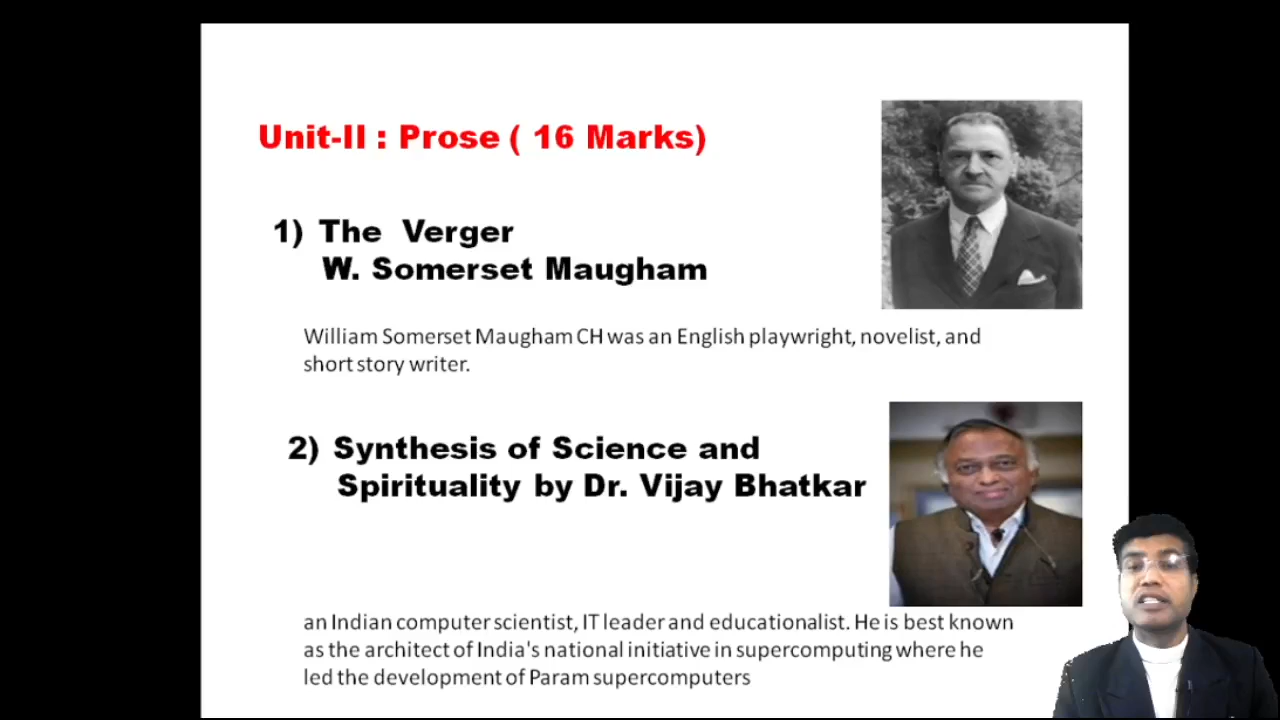 Unit-II : Prose ( 16 Marks)
1) The Verger
W. Somerset Maugham
William Somerset Maugham CH was an English playwright, novelist, and
short story writer.
2) Synthesis of Science and
Spirituality by Dr. Vijay Bhatkar
an Indian computer scientist, IT leader and educationalist. He is best known
as the architect of India's national initiative in supercomputing where he
led the development of Param supercomputers